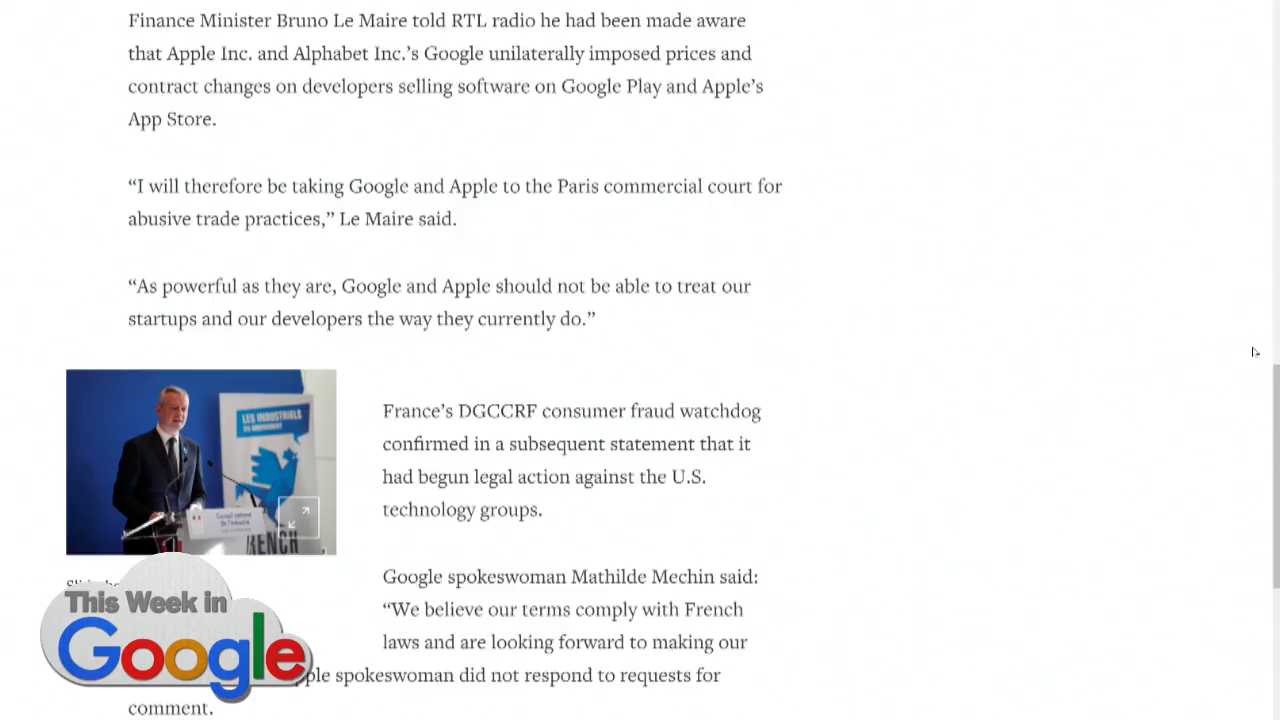 Finance Minister Bruno Le Maire told RTL radio he had been made aware
that Apple Inc. and Alphabet Inc.’s Google unilaterally imposed prices and
contract changes on developers selling software on Google Play and Apple’s
App Store.
“I will therefore be taking Google and Apple to the Paris commercial court for
abusive trade practices,” Le Maire said.
“As powerful as they are, Google and Apple should not be able to treat our
startups and our developers the way they currently do.”
LES INDUSTRIELS
Conseil national
de l'industrie
France’s DGCCRF consumer fraud watchdog
confirmed in a subsequent statement that it
had begun legal action against the U.S.
technology groups.
Google spokeswoman Mathilde Mechin said:
“We believe our terms comply with French
laws and are looking forward to making our
spokeswoman did not respond to requests for
comment.
This Week in
Google